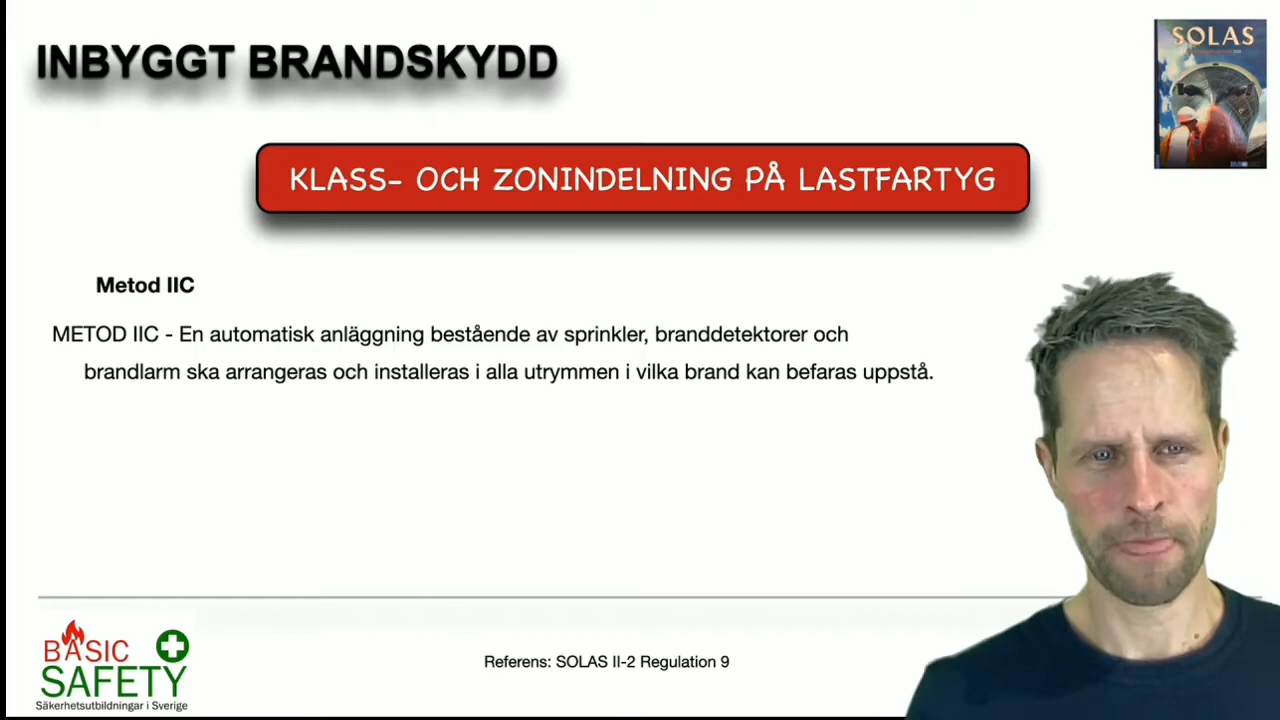 INBYGGT BRANDSKYDD
SOLAS
KLASS- OCH ZONINDELNING PÅ LASTFARTYG
Metod IIC
METOD IIC - En automatisk anläggning bestående av sprinkler, branddetektorer och
brandlarm ska arrangeras och installeras i alla utrymmen i vilka brand kan befaras uppstå.
BASIC
SAFETY
Säkerhetsutbildningar i Sverige
Referens: SOLAS II-2 Regulation 9